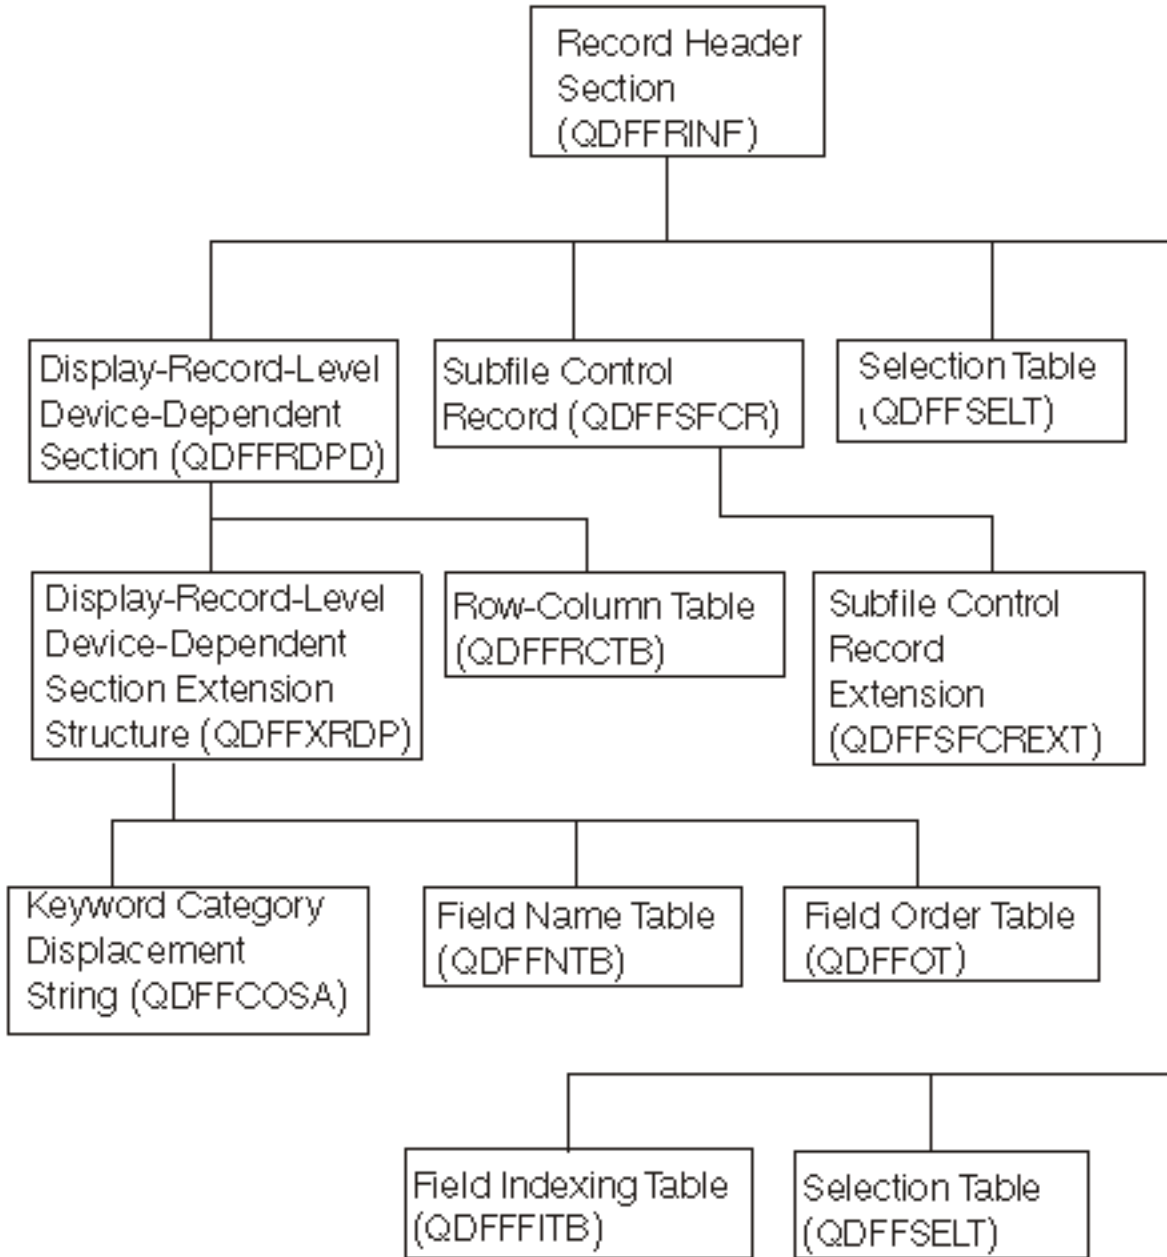 Record Header
Section
(QDFFRINF)
Display-Record-Level
Device-Dependent
Section (QDFFRDPD)
Subfile Control
Record (QDFFSFCR)
Selection Table
(QDFFSELT)
Display-Record-Level
Device-Dependent
Section Extension
Structure (QDFFXRDP)
Row-Column Table
(QDFFRCTB)
Subfile Control
Record
Extension
(QDFFSFCREXT)
Keyword Category
Displacement
String (QDFFCOSA)
Field Name Table
(QDFFNTB)
Field Order Table
(QDFFOT)
Field Indexing Table
(QDFFFITB)
Selection Table
(QDFFSELT)